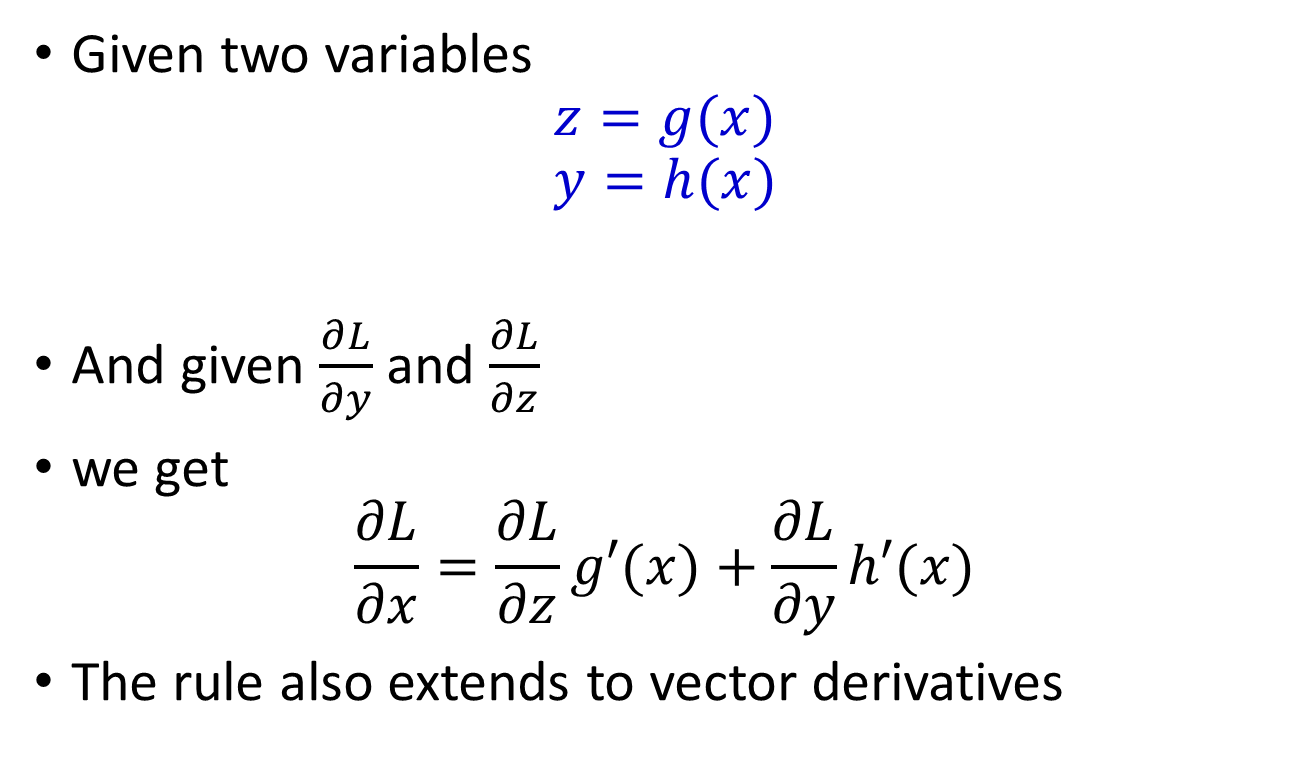 • Given two variables
z = g(x)
y = h(x)
• And given ∂L/∂y and ∂L/∂z
• we get
∂L/∂x = ∂L/∂z g′(x) + ∂L/∂y h′(x)
• The rule also extends to vector derivatives